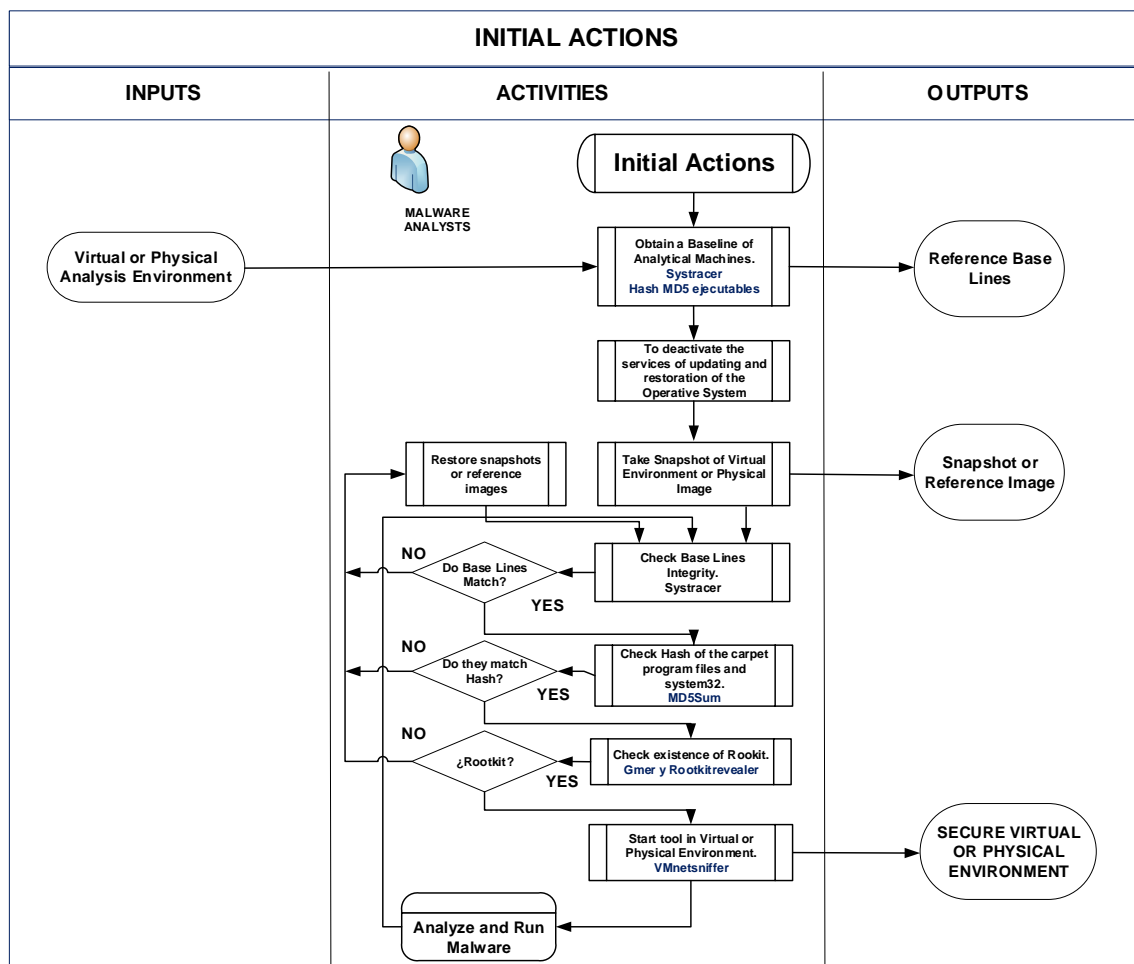 INITIAL ACTIONS
INPUTS
ACTIVITIES
OUTPUTS
MALWARE
ANALYSTS
Initial Actions
Virtual or Physical
Analysis Environment
Obtain a Baseline of
Analytical Machines.
Systracer
Hash MD5 ejecutables
Reference Base
Lines
To deactivate the
services of updating and
restoration of the
Operative System
Restore snapshots
or reference
images
Take Snapshot of Virtual
Environment or Physical
Image
Snapshot or
Reference Image
NO
Do Base Lines
Match?
YES
Check Base Lines
Integrity.
Systracer
NO
Do they match
Hash?
YES
Check Hash of the carpet
program files and
system32.
MD5Sum
NO
¿Rootkit?
YES
Check existence of Rookit.
Gmer y Rootkitrevealer
Start tool in Virtual or
Physical Environment.
VMnetsniffer
SECURE VIRTUAL
OR PHYSICAL
ENVIRONMENT
Analyze and Run
Malware